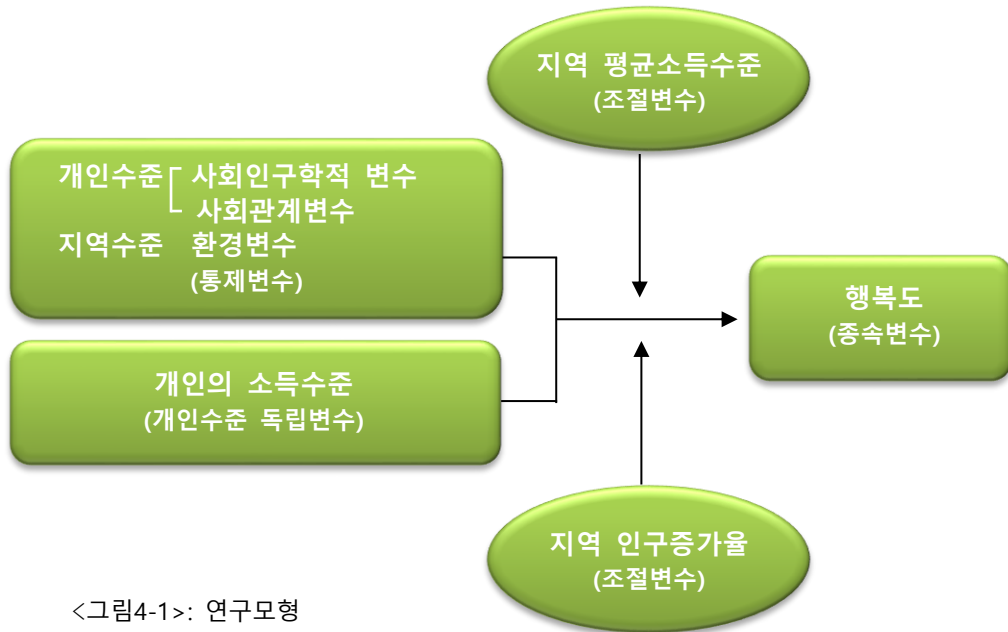 지역 평균소득수준
(조절변수)
개인수준 사회인구학적 변수
사회관계변수
지역수준 환경변수
(통제변수)
행복도
(종속변수)
개인의 소득수준
(개인수준 독립변수)
지역 인구증가율
(조절변수)
<그림4-1>: 연구모형